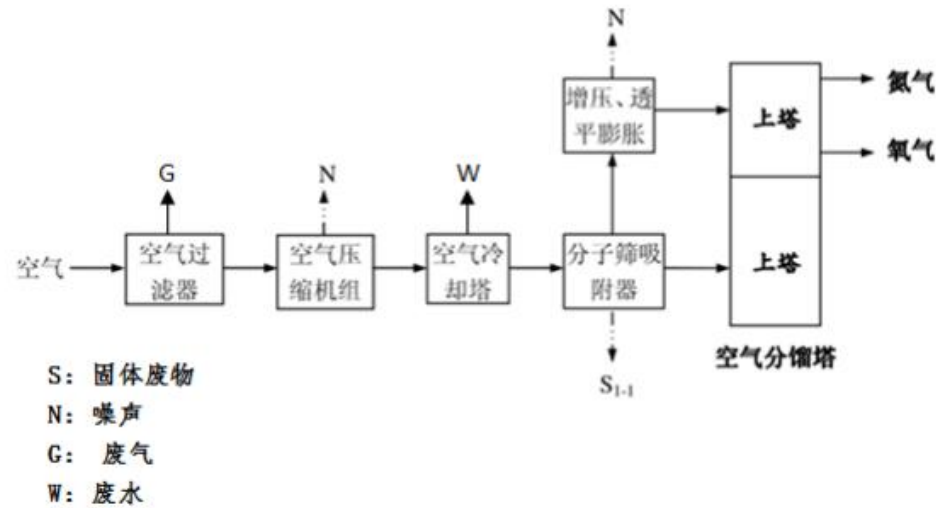 N
增压、透
平膨胀
上塔
氮气
氧气
G
N
W
空气
空气过
滤器
空气压
缩机组
空气冷
却塔
分子筛吸
附器
上塔
空气分馏塔
S1-1
S: 固体废物
N: 噪声
G: 废气
W: 废水